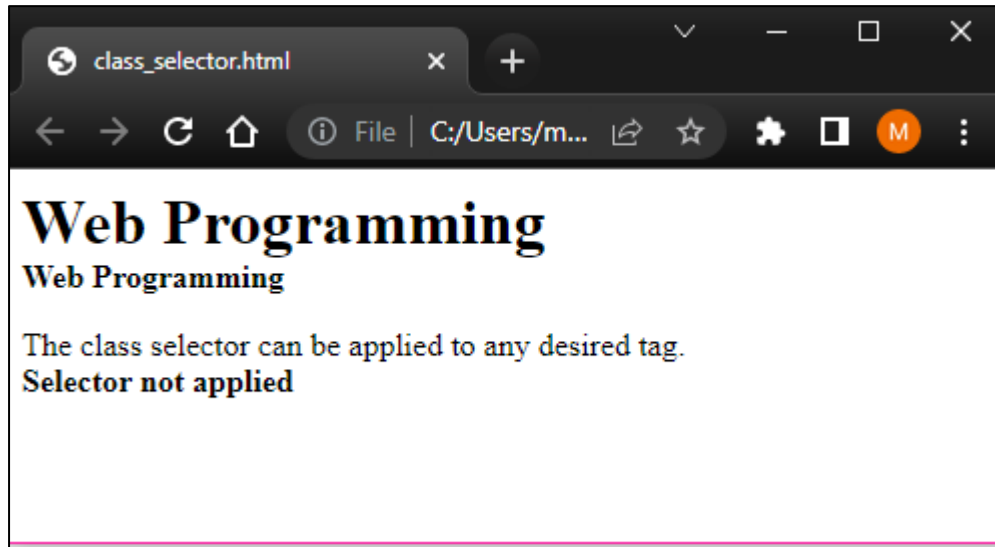 class_selector.html
File C:/Users/m... M
Web Programming
Web Programming
The class selector can be applied to any desired tag.
Selector not applied